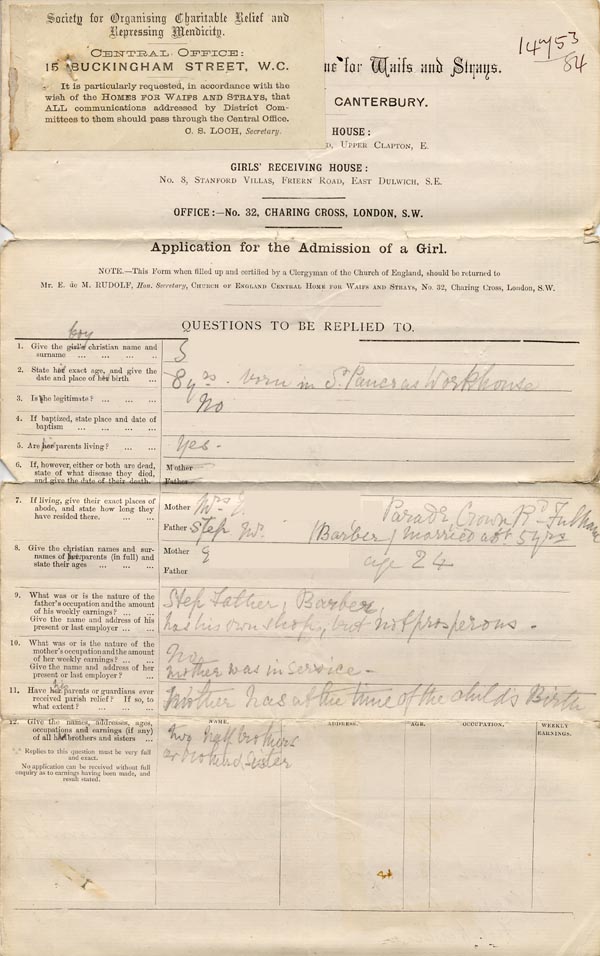 Society for Organising Charitable Relief and
Repressing Mendicity.
CENTRAL OFFICE:
15 BUCKINGHAM STREET, W.C.
It is particularly requested, in accordance with the
wish of the HOMES FOR WAIFS AND STRAYS, that
ALL communications addressed by District Com-
mittees to them should pass through the Central Office.
C. S. LOCH, Secretary.
84
for Waifs and Strays.
CANTERBURY.
HOUSE:
D, UPPER CLAPTON, E.
GIRLS' RECEIVING HOUSE:
No. 8, STANFORD VILLAS, FRIERN ROAD, EAST DULWICH, S.E.
OFFICE:—No. 32, CHARING CROSS, LONDON, S.W.
Application for the Admission of a Girl.
NOTE.—This Form when filled up and certified by a Clergyman of the Church of England, should be returned to
Mr. E. de M. RUDOLF, Hon. Secretary, CHURCH OF ENGLAND CENTRAL HOME FOR WAIFS AND STRAYS, No. 32, Charing Cross, London, S.W.
QUESTIONS TO BE REPLIED TO.
boy
1. Give the girl's christian name and
surname ... ... ... ...
2. State her exact age, and give the
date and place of her birth ...
8 yrs. born in St Pancras Workhouse
3. Is she legitimate? ... ... ...
No
4. If baptized, state place and date of
baptism ... ... ... ...
5. Are her parents living? ... ...
Yes.
6. If, however, either or both are dead,
state of what disease they died,
and give the date of their death.
Mother
Father
7. If living, give their exact places of
abode, and state how long they
have resided there. ... ...
Mother Mrs
Parade, Crown Rd Fulham
Father Step Mr. (Barber) married abt 5 yrs
8. Give the christian names and sur-
names of her parents (in full) and
state their ages ... ... ...
Mother age 24
Father
9. What was or is the nature of the
father's occupation and the amount
of his weekly earnings? ... ...
Give the name and address of his
present or last employer ... ...
Step father, Barber,
has his own shop, but not prosperous -
10. What was or is the nature of the
mother's occupation and the amount
of her weekly earnings? ... ...
Give the name and address of her
present or last employer? ... ...
No
mother was in service -
11. Have her parents or guardians ever
received parish relief? If so, to
what extent? ... ... ...
his
Mother has at the time of the child's Birth
12. Give the names, addresses, ages,
occupations and earnings (if any)
of all her brothers and sisters ...
Replies to this question must be very full
and exact.
No application can be received without full
enquiry as to earnings having been made, and
result stated.
NAME. ADDRESS. AGE. OCCUPATION. WEEKLY
EARNINGS.
Two half brothers
sister